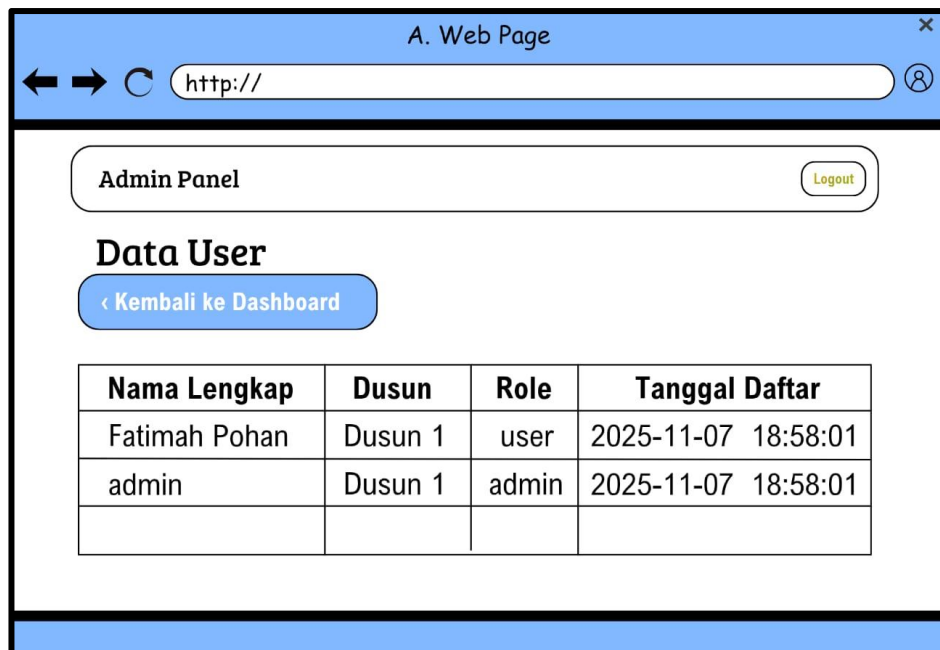 A. Web Page
http://
Admin Panel
Logout
Data User
‹ Kembali ke Dashboard
Nama Lengkap Dusun Role Tanggal Daftar
Fatimah Pohan Dusun 1 user 2025-11-07 18:58:01
admin Dusun 1 admin 2025-11-07 18:58:01